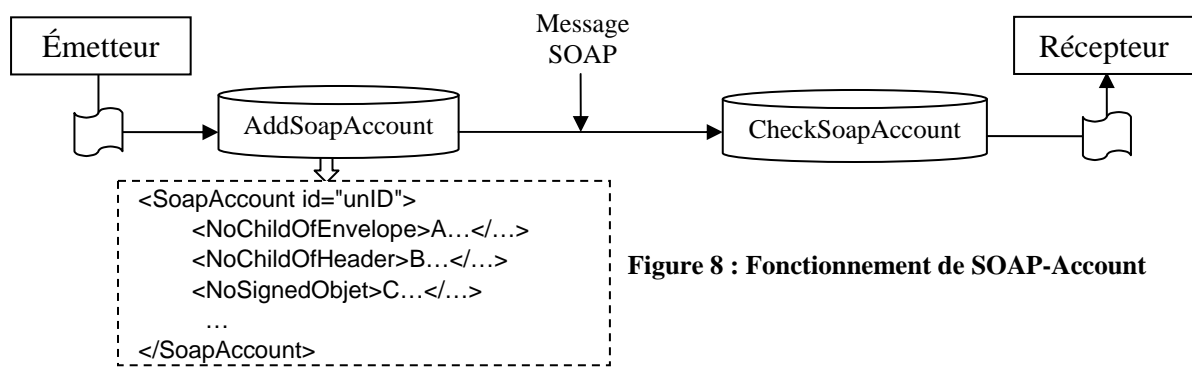 Émetteur
Message
SOAP
Récepteur
AddSoapAccount
CheckSoapAccount
<SoapAccount id="unID">
<NoChildOfEnvelope>A…</…>
<NoChildOfHeader>B…</…>
<NoSignedObjet>C…</…>
…
</SoapAccount>
Figure 8 : Fonctionnement de SOAP-Account